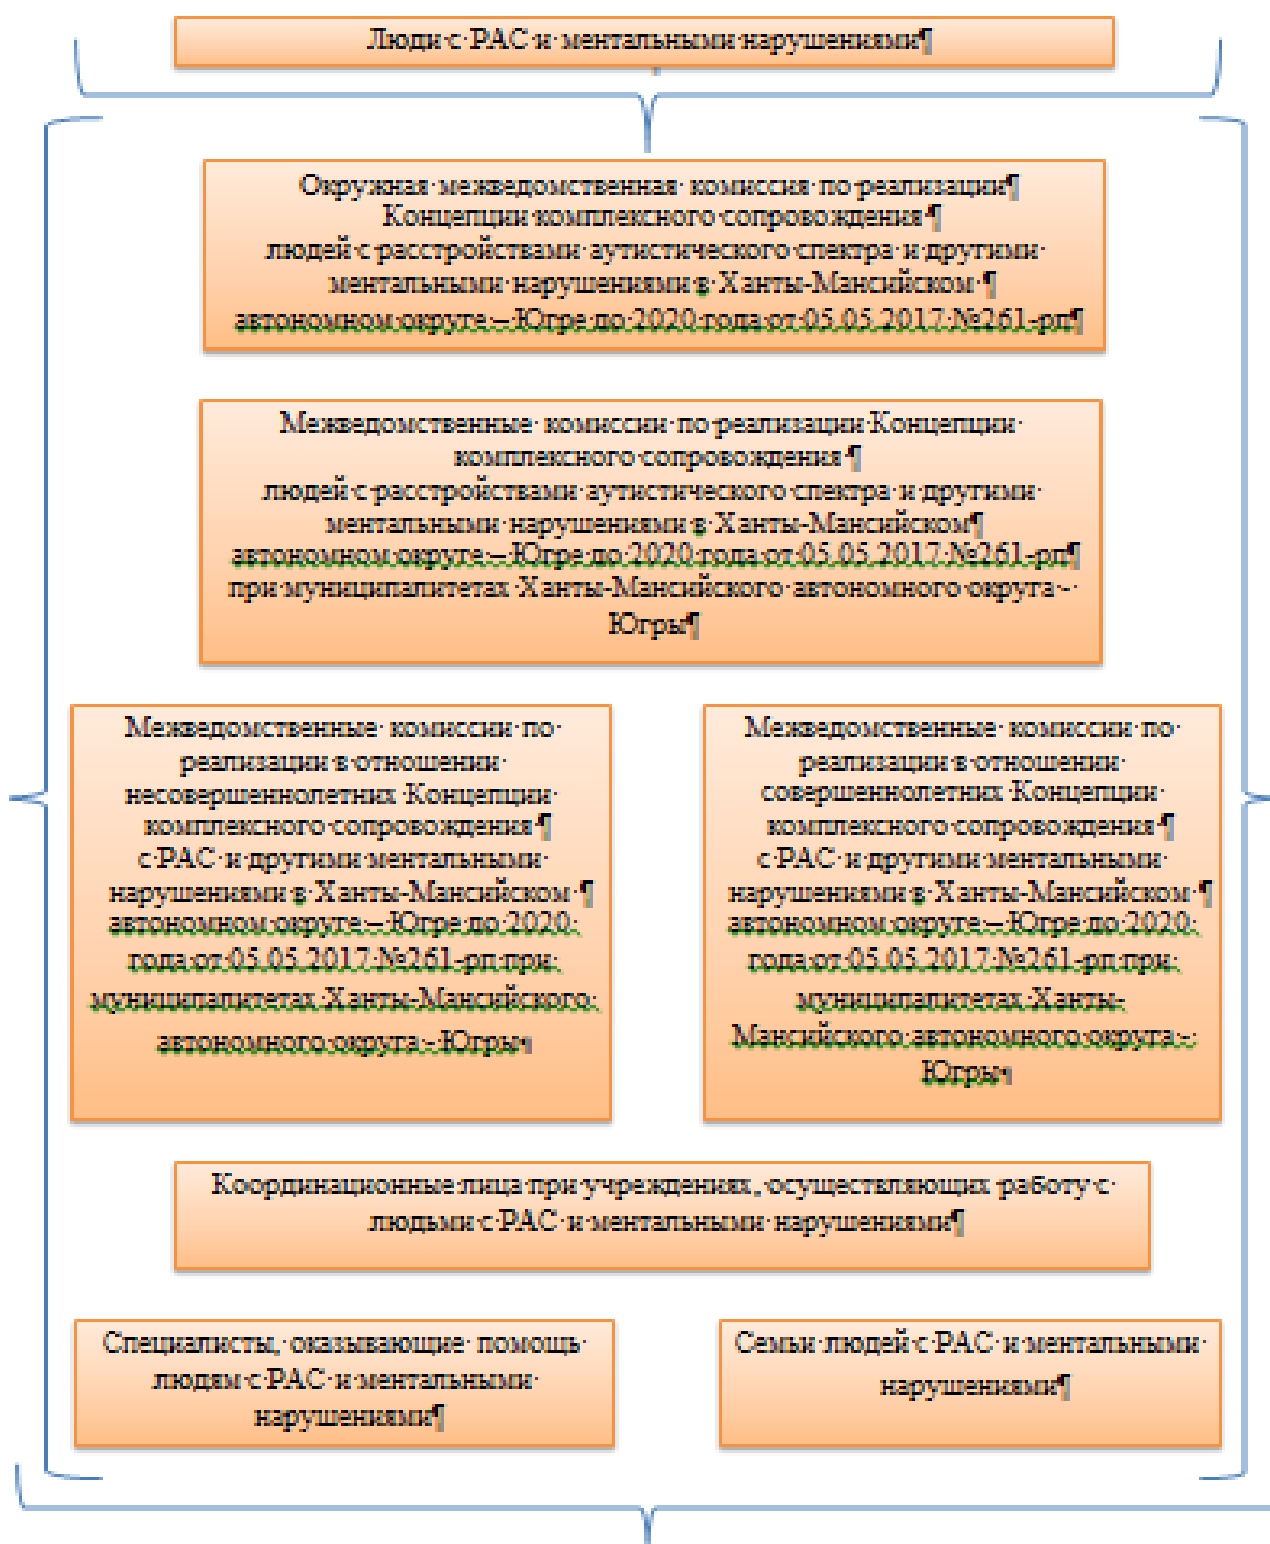 Люди с РАС и ментальными нарушениями
Окружная межведомственная комиссия по реализации
Концепции комплексного сопровождения
людей с расстройствами аутистического спектра и другими
ментальными нарушениями в Ханты-Мансийском
автономном округе – Югре до 2020 года от 05.05.2017 №261-рп
Межведомственные комиссии по реализации Концепции
комплексного сопровождения
людей с расстройствами аутистического спектра и другими
ментальными нарушениями в Ханты-Мансийском
автономном округе – Югре до 2020 года от 05.05.2017 №261-рп
при муниципалитетах Ханты-Мансийского автономного округа -
Югры
Межведомственные комиссии по
реализации в отношении
несовершеннолетних Концепции
комплексного сопровождения
с РАС и другими ментальными
нарушениями в Ханты-Мансийском
автономном округе – Югре до 2020
года от 05.05.2017 №261-рп при
муниципалитетах Ханты-Мансийского
автономного округа - Югры
Межведомственные комиссии по
реализации в отношении
совершеннолетних Концепции
комплексного сопровождения
с РАС и другими ментальными
нарушениями в Ханты-Мансийском
автономном округе – Югре до 2020
года от 05.05.2017 №261-рп при
муниципалитетах Ханты-
Мансийского автономного округа -
Югры
Координационные лица при учреждениях, осуществляющих работу с
людьми с РАС и ментальными нарушениями
Специалисты, оказывающие помощь
людям с РАС и ментальными
нарушениями
Семьи людей с РАС и ментальными
нарушениями